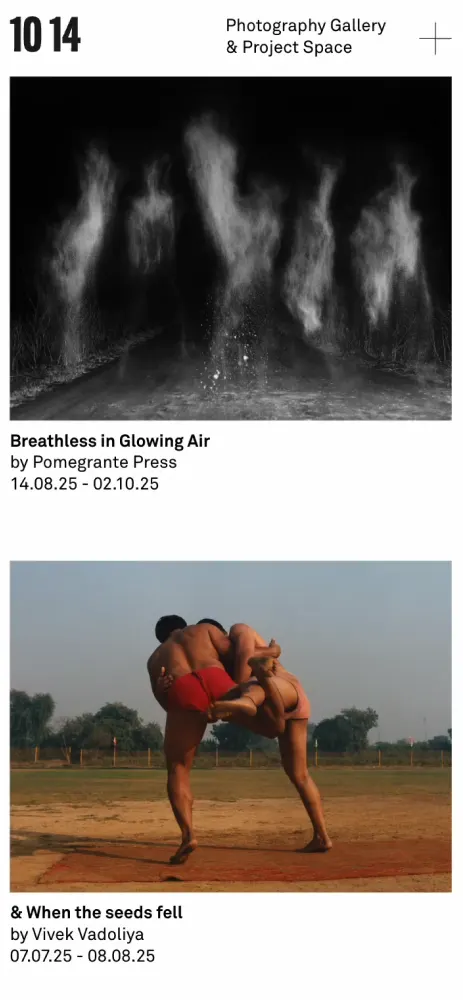 10 14
Photography Gallery
& Project Space
Breathless in Glowing Air
by Pomegrante Press
14.08.25 - 02.10.25
& When the seeds fell
by Vivek Vadoliya
07.07.25 - 08.08.25